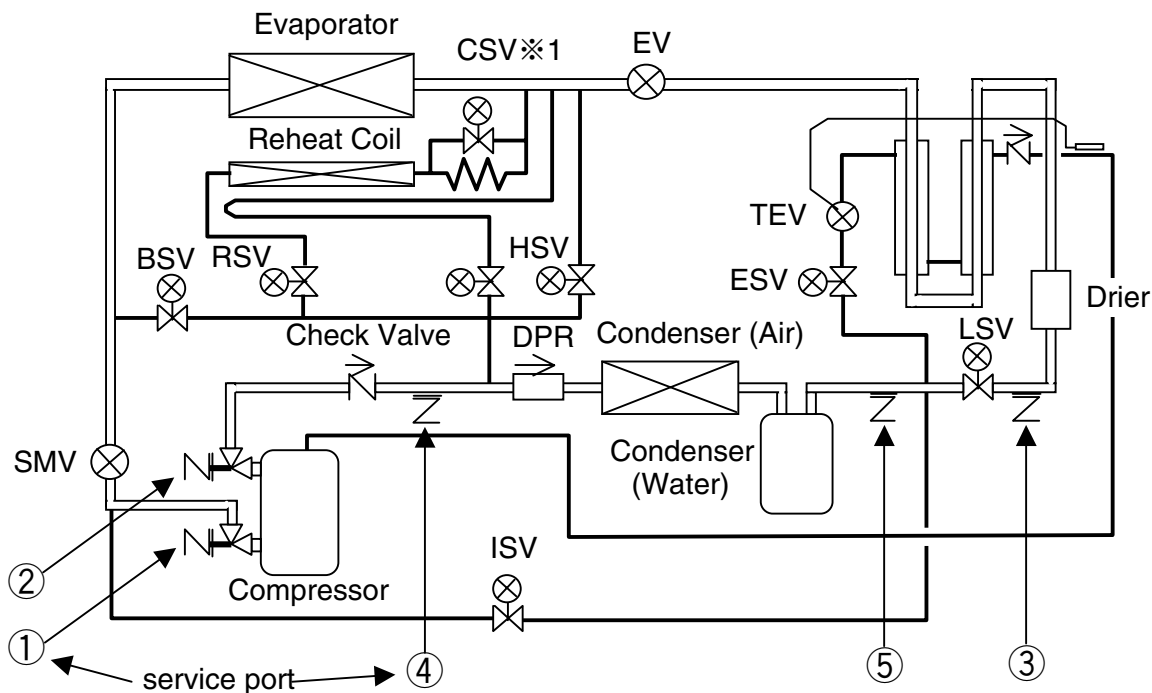 Evaporator
CSV※1
EV
Reheat Coil
TEV
BSV
RSV
HSV
ESV
Drier
Check Valve
DPR
Condenser (Air)
LSV
SMV
Condenser
(Water)
②
Compressor
ISV
①
④
⑤
③
service port